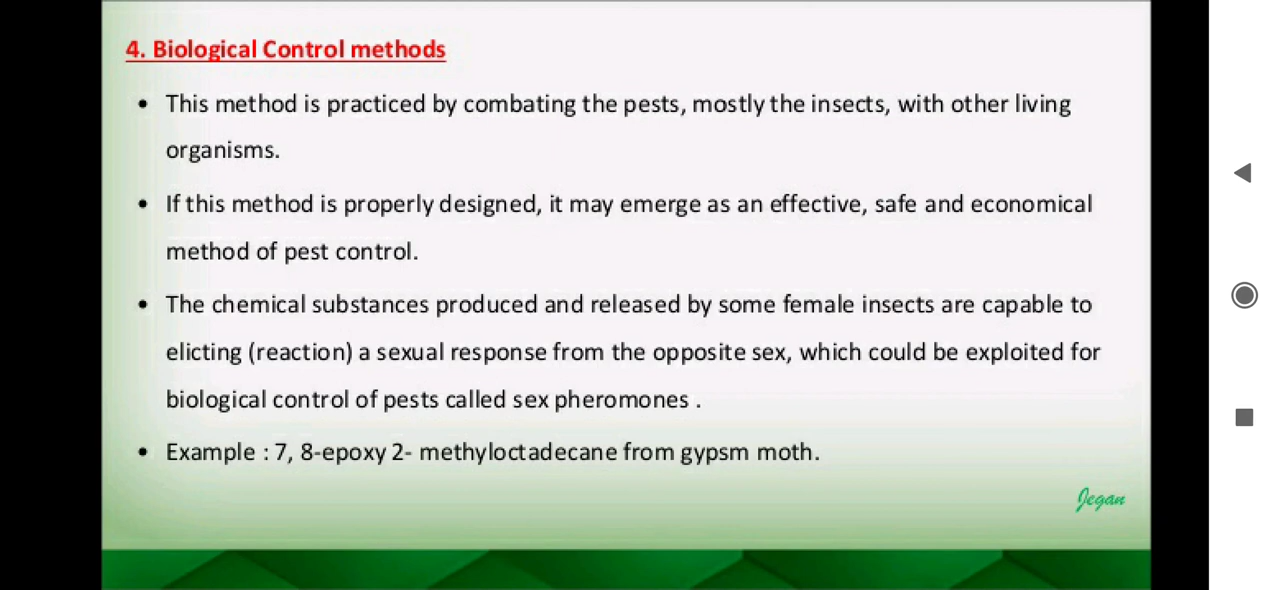 4. Biological Control methods
• This method is practiced by combating the pests, mostly the insects, with other living
organisms.
• If this method is properly designed, it may emerge as an effective, safe and economical
method of pest control.
• The chemical substances produced and released by some female insects are capable to
elicting (reaction) a sexual response from the opposite sex, which could be exploited for
biological control of pests called sex pheromones .
• Example : 7, 8-epoxy 2- methyloctadecane from gypsm moth.
Jegan